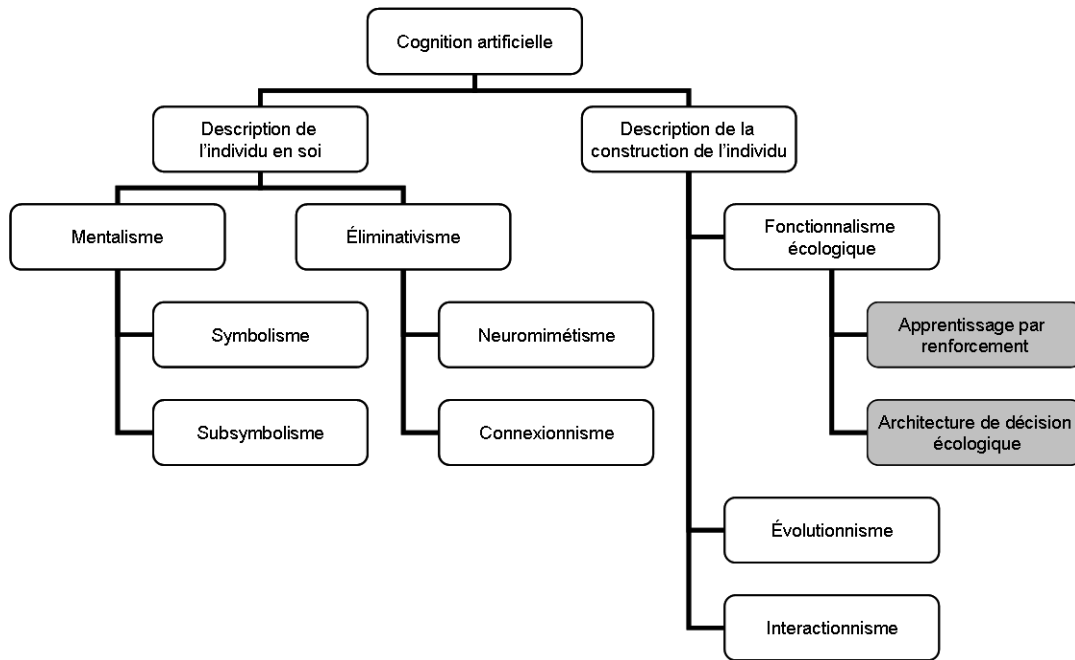 Cognition artificielle
Description de
l'individu en soi
Description de la
construction de l'individu
Mentalisme
Éliminativisme
Fonctionnalisme
écologique
Symbolisme
Neuromimétisme
Apprentissage par
renforcement
Subsymbolisme
Connexionnisme
Architecture de décision
écologique
Évolutionnisme
Interactionnisme